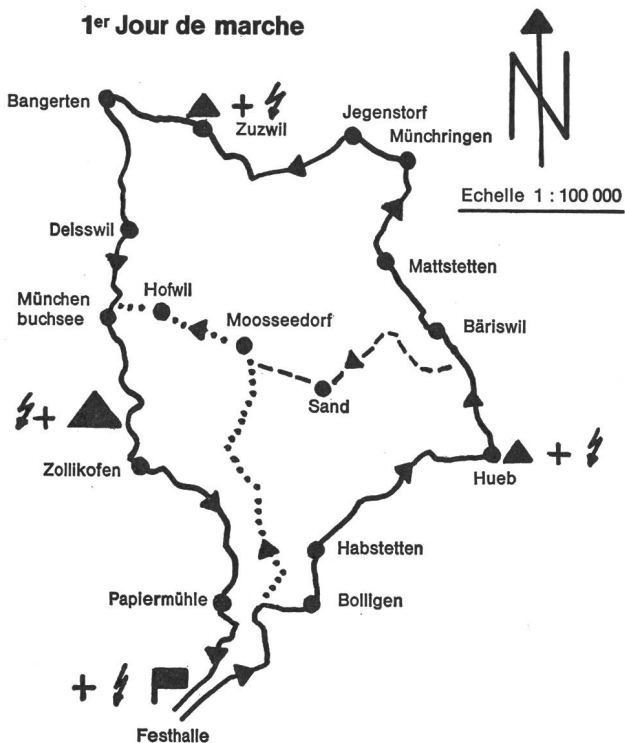 1er Jour de marche
N
Bangerten
Zuzwil
Jegenstorf
Münchringen
Echelle 1 : 100 000
Deisswil
Mattstetten
Hofwil
München
buchsee
Moosseedorf
Bäriswil
Sand
Zollikofen
Hueb
Habstetten
Papiermühle
Bolligen
Festhalle